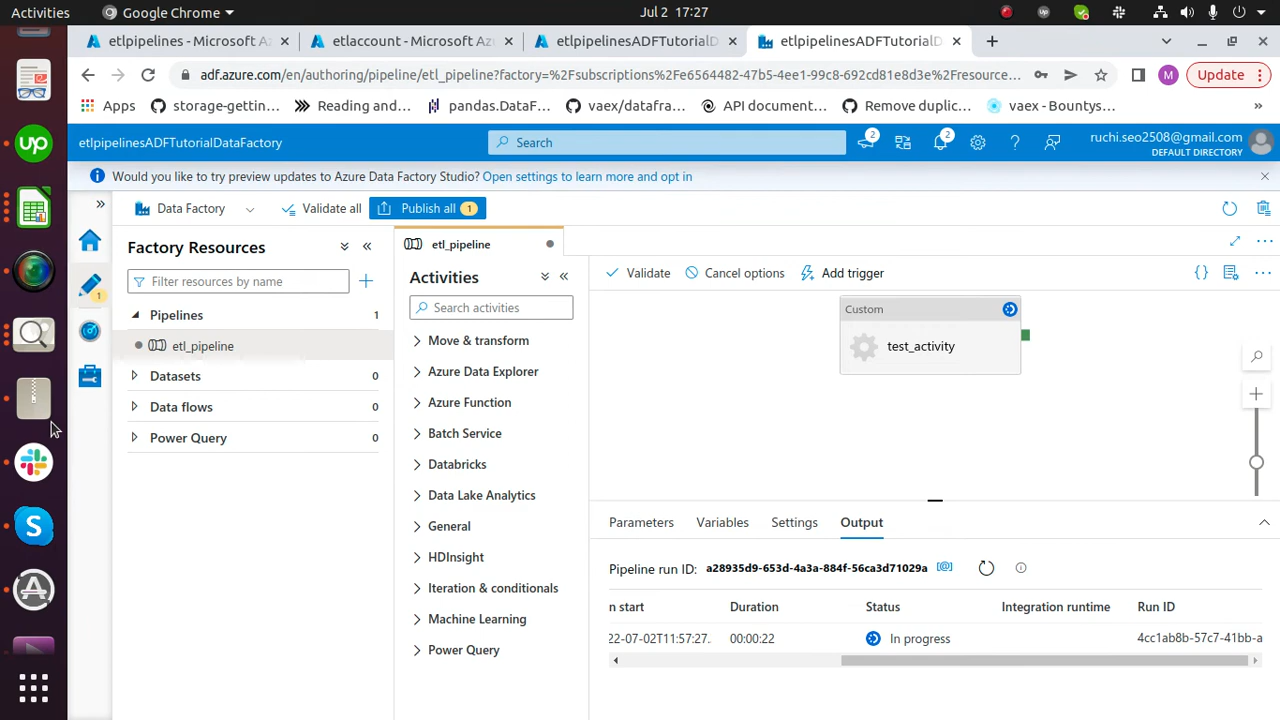 Activities
Google Chrome
Jul 2 17:27
etlpipelines - Microsoft Az
etlaccount - Microsoft Azu
etlpipelinesADFTutorialD
etlpipelinesADFTutorialD
adf.azure.com/en/authoring/pipeline/etl_pipeline?factory=%2Fsubscriptions%2Fe6564482-47b5-4ee1-99c8-692cd81e8d3e%2Fresource...
M
Update
Apps
storage-getting...
Reading and...
pandas.DataF...
vaex/datafra...
API document...
Remove duplic...
vaex - Bountys...
»
etlpipelinesADFTutorialDataFactory
Search
2
2
ruchi.seo2508@gmail.com
DEFAULT DIRECTORY
Would you like to try preview updates to Azure Data Factory Studio? Open settings to learn more and opt in
Data Factory
Validate all
Publish all 1
Factory Resources
etl_pipeline
Filter resources by name
Activities
Validate
Cancel options
Add trigger
1
Search activities
Pipelines 1
etl_pipeline
Datasets 0
Data flows 0
Power Query 0
Move & transform
Azure Data Explorer
Azure Function
Batch Service
Databricks
Data Lake Analytics
General
HDInsight
Iteration & conditionals
Machine Learning
Power Query
Custom
test_activity
Parameters
Variables
Settings
Output
Pipeline run ID: a28935d9-653d-4a3a-884f-56ca3d71029a
n start
Duration
Status
Integration runtime
Run ID
22-07-02T11:57:27.
00:00:22
In progress
4cc1ab8b-57c7-41bb-a
up